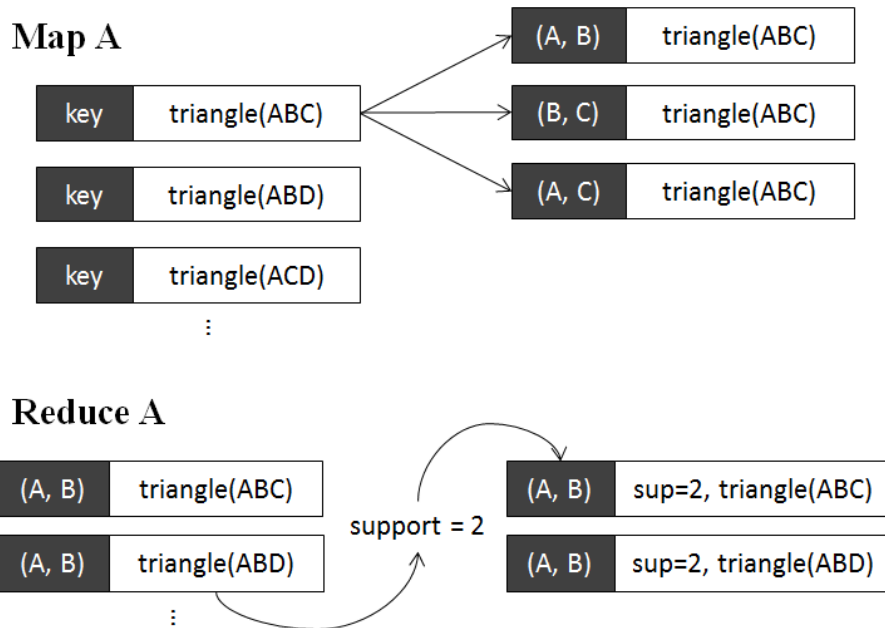 Map A
(A, B) triangle(ABC)
key triangle(ABC)
(B, C) triangle(ABC)
key triangle(ABD)
(A, C) triangle(ABC)
key triangle(ACD)
⋮
Reduce A
(A, B) triangle(ABC)
(A, B) sup=2, triangle(ABC)
support = 2
(A, B) triangle(ABD)
(A, B) sup=2, triangle(ABD)
⋮